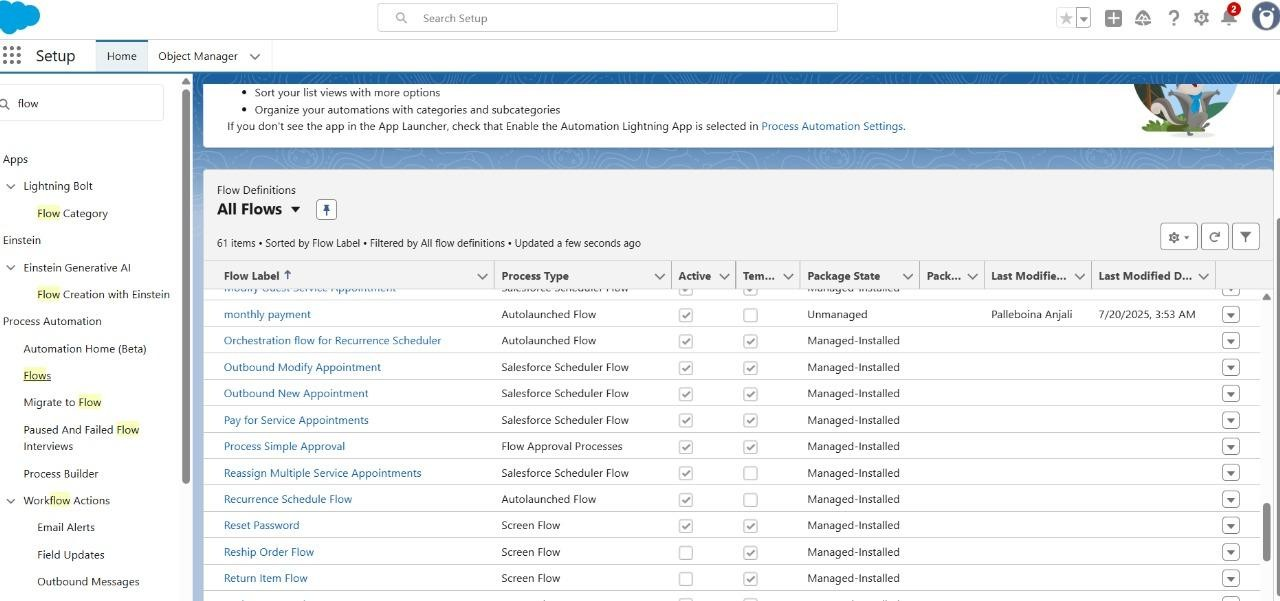 Search Setup
2
Setup
Home
Object Manager
flow
Apps
Lightning Bolt
Flow Category
Einstein
Einstein Generative AI
Flow Creation with Einstein
Process Automation
Automation Home (Beta)
Flows
Migrate to Flow
Paused And Failed Flow
Interviews
Process Builder
Workflow Actions
Email Alerts
Field Updates
Outbound Messages
• Sort your list views with more options
• Organize your automations with categories and subcategories
If you don't see the app in the App Launcher, check that Enable the Automation Lightning App is selected in Process Automation Settings.
Flow Definitions
All Flows
61 items • Sorted by Flow Label • Filtered by All flow definitions • Updated a few seconds ago
Flow Label ↑ Process Type Active Tem... Package State Pack... Last Modifie... Last Modified D...
Modify Guest Service Appointment Salesforce Scheduler Flow Managed-Installed
monthly payment Autolaunched Flow Unmanaged Palleboina Anjali 7/20/2025, 3:53 AM
Orchestration flow for Recurrence Scheduler Autolaunched Flow Managed-Installed
Outbound Modify Appointment Salesforce Scheduler Flow Managed-Installed
Outbound New Appointment Salesforce Scheduler Flow Managed-Installed
Pay for Service Appointments Salesforce Scheduler Flow Managed-Installed
Process Simple Approval Flow Approval Processes Managed-Installed
Reassign Multiple Service Appointments Salesforce Scheduler Flow Managed-Installed
Recurrence Schedule Flow Autolaunched Flow Managed-Installed
Reset Password Screen Flow Managed-Installed
Reship Order Flow Screen Flow Managed-Installed
Return Item Flow Screen Flow Managed-Installed